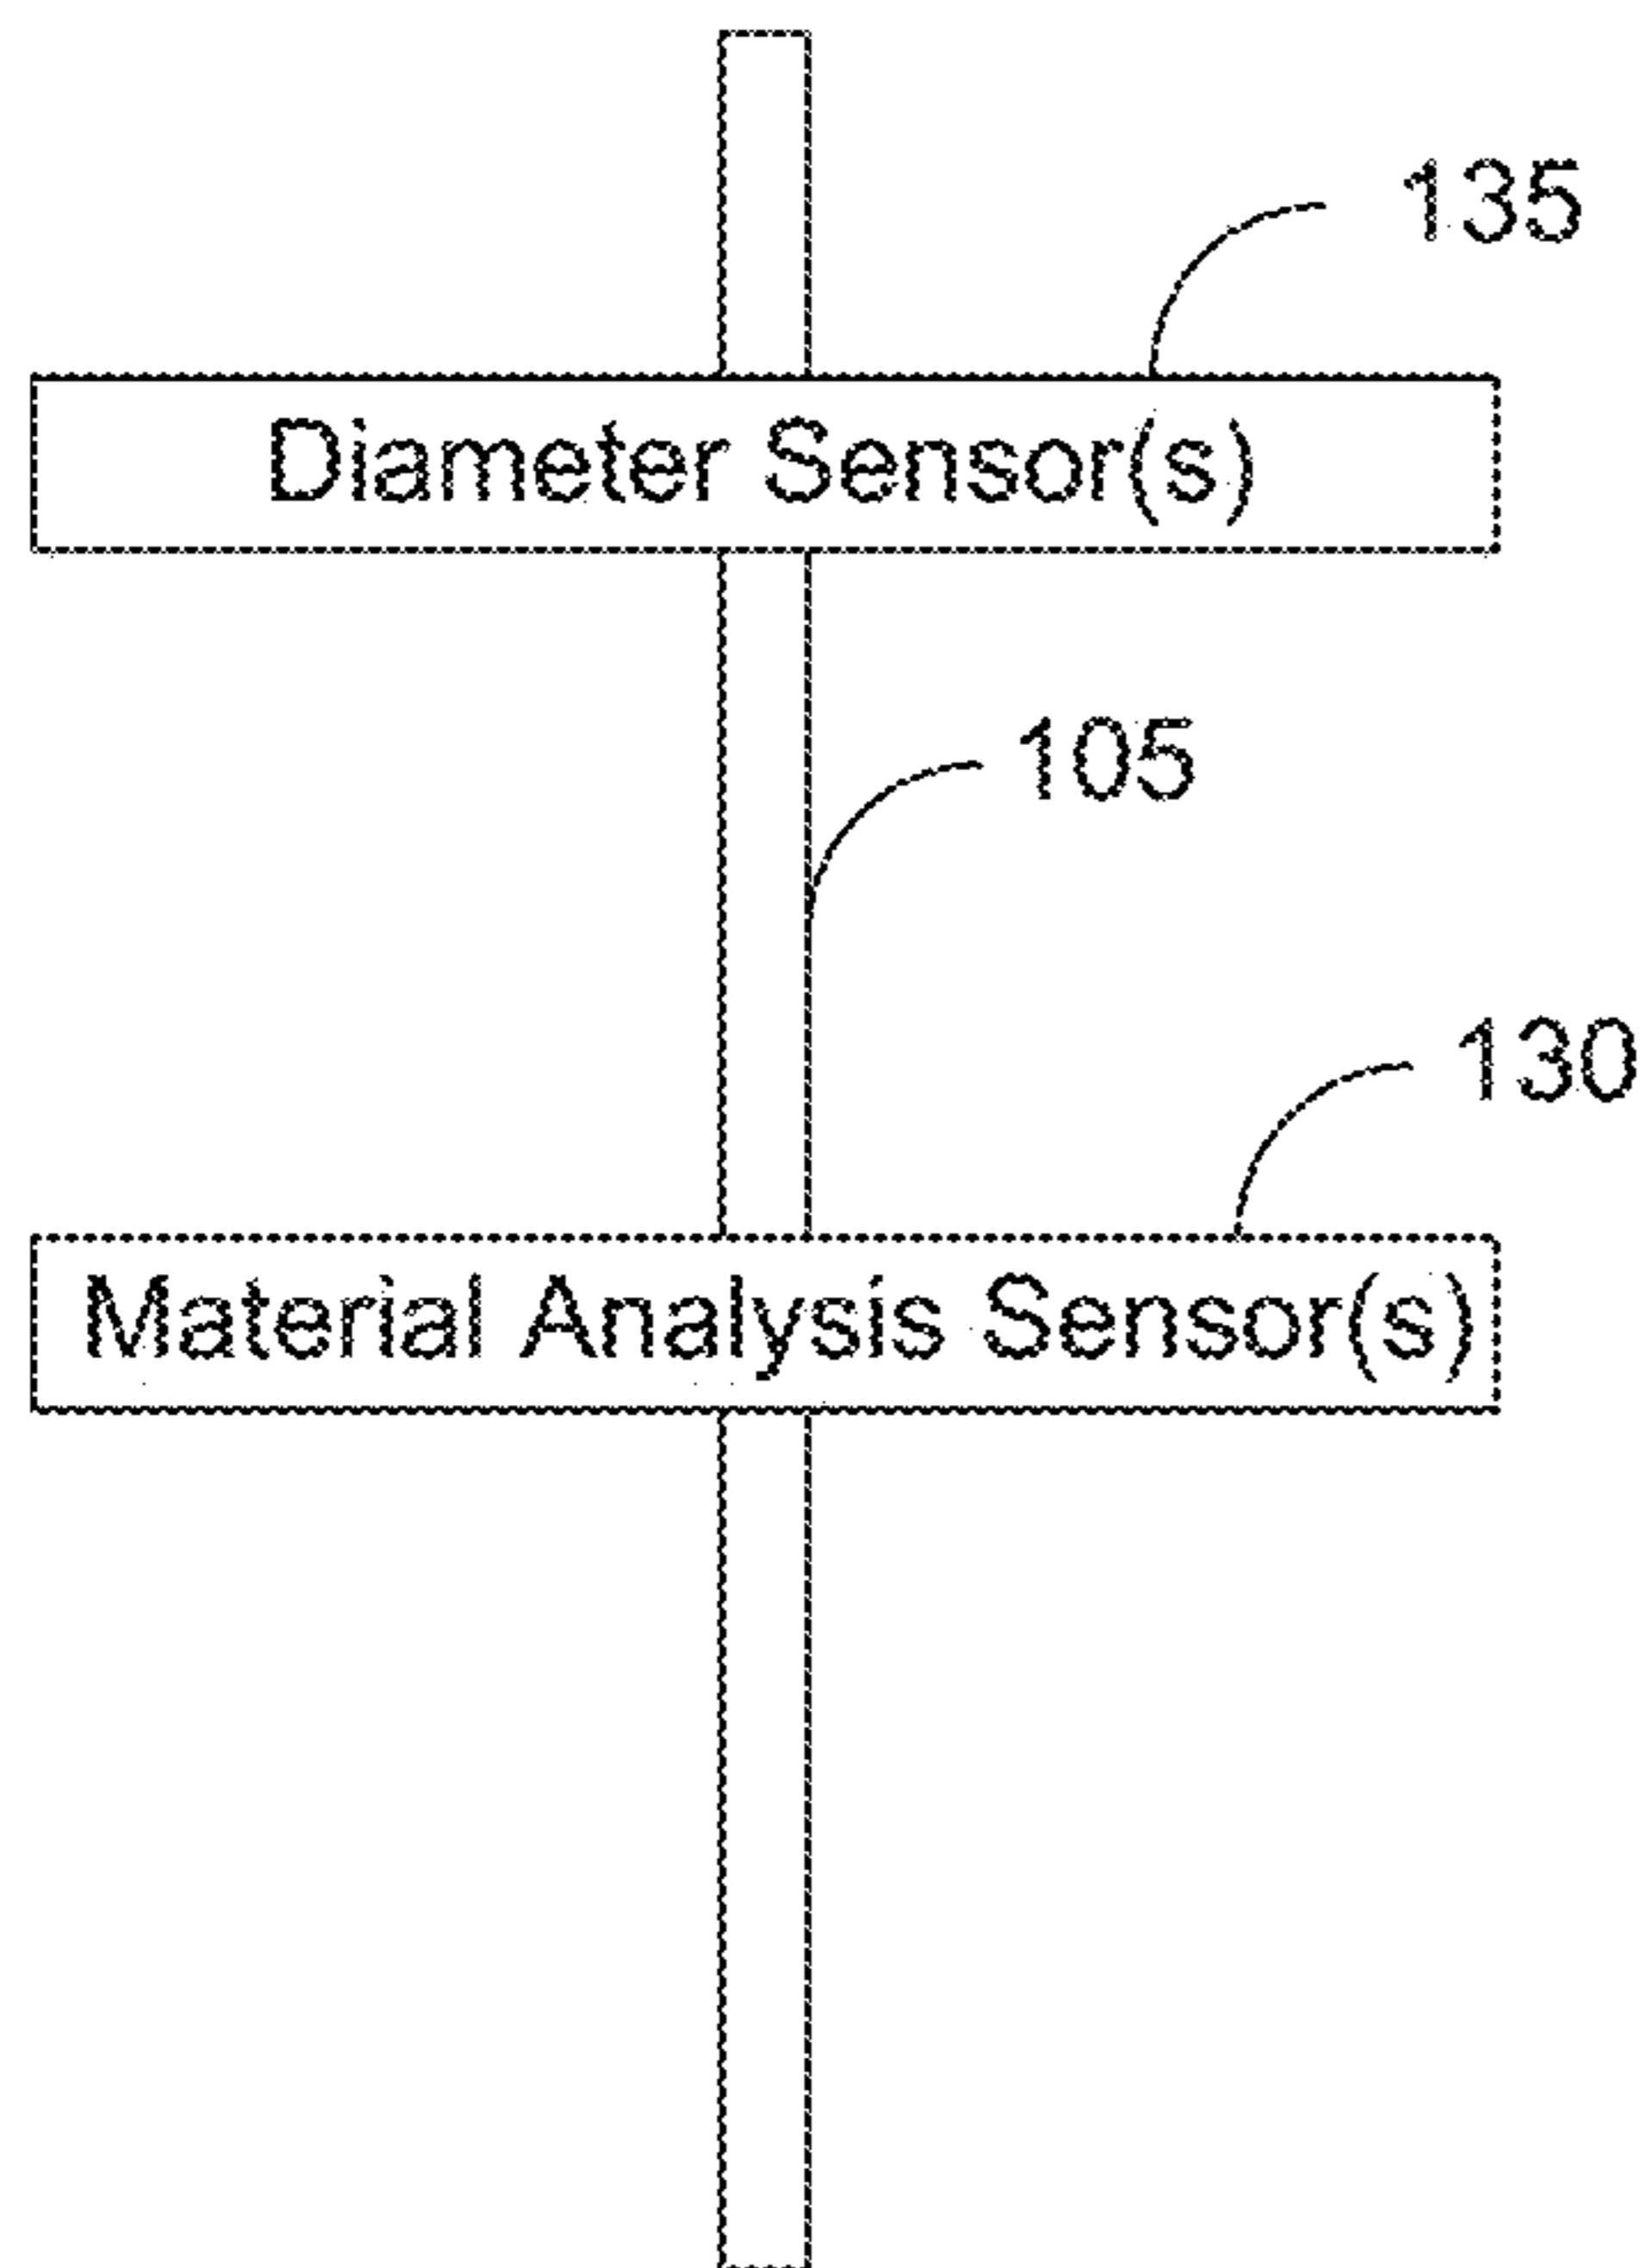 135
Diameter Sensor(s)
105
130
Material Analysis Sensor(s)